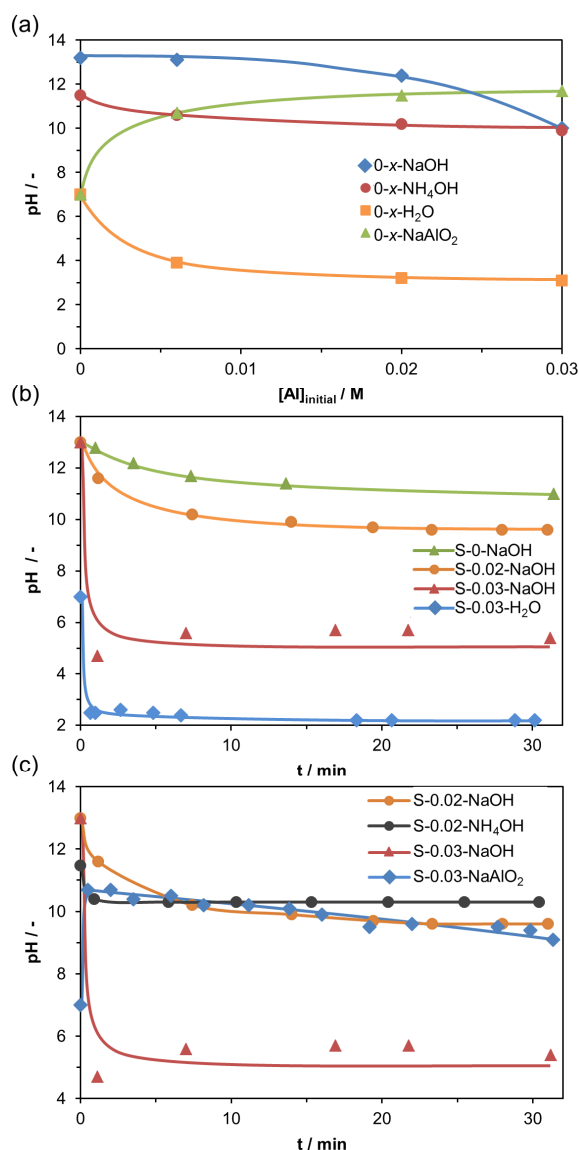 (a)
14
12
10
8
6
4
2
0
pH / -
0-x-NaOH
0-x-NH₄OH
0-x-H₂O
0-x-NaAlO₂
0
0.01
0.02
0.03
[Al]initial / M
(b)
14
12
10
8
6
4
2
pH / -
S-0-NaOH
S-0.02-NaOH
S-0.03-NaOH
S-0.03-H₂O
0
10
20
30
t / min
(c)
14
12
10
8
6
4
pH / -
S-0.02-NaOH
S-0.02-NH₄OH
S-0.03-NaOH
S-0.03-NaAlO₂
0
10
20
30
t / min